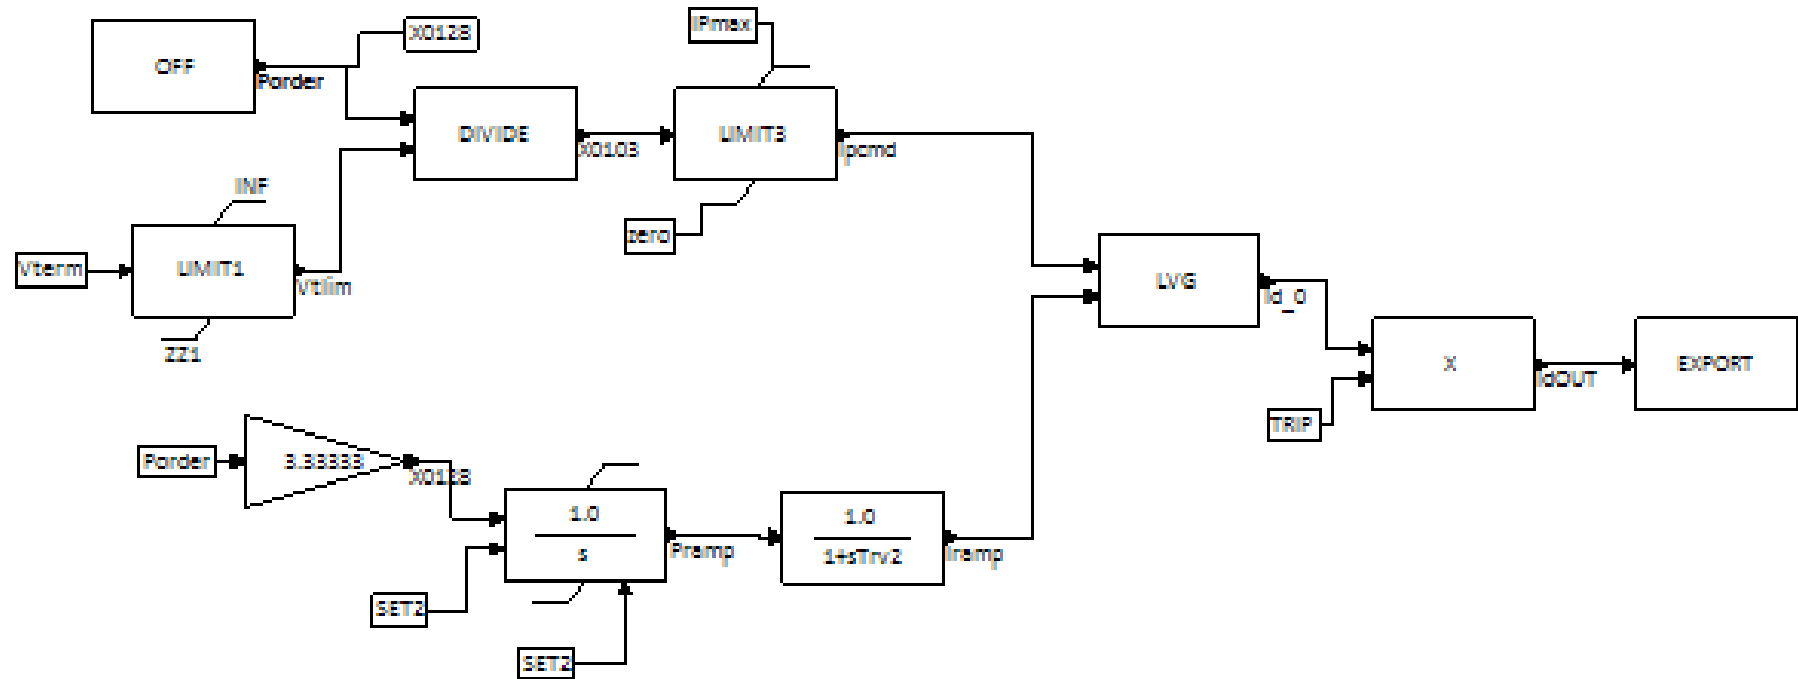 OFF
Porder
X0128
IPmax
DIVIDE
X0103
LIMIT3
Ipcmd
zero
INF
Vterm
LIMIT1
Vtlim
ZZ1
LVG
Id_0
X
IdOUT
EXPORT
TRIP
Porder
3.33333
X0128
1.0
s
Pramp
1.0
1+sTrv2
Iramp
SET2
SET2